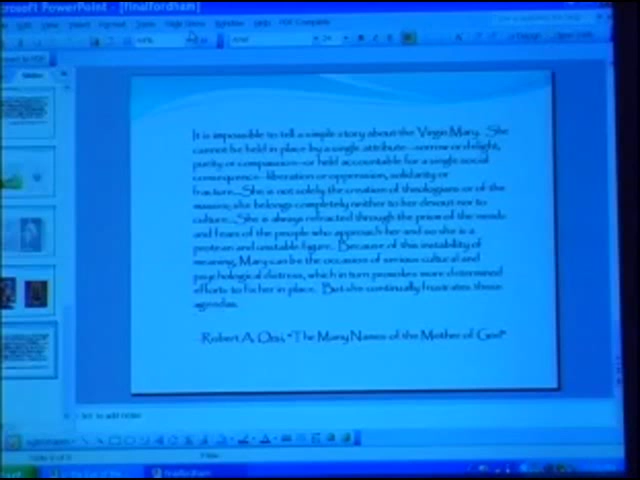 Microsoft PowerPoint - [finalfordham]
It is impossible to tell a simple story about the Virgin Mary. She
cannot be held in place by a single attribute--sorrow or delight,
purity or compassion--or held accountable for a single social
consequence--liberation or oppression, solidarity or
fracture...She is not solely the creation of theologians or of the
masses; she belongs completely neither to her devout nor to
culture...She is always refracted through the prism of the needs
and fears of the people who approach her and so she is a
protean and unstable figure. Because of this instability of
meaning, Mary can be the occasion of serious cultural and
psychological distress, which in turn provokes more determined
efforts to fix her in place. But she continually frustrates these
agendas.
--Robert A. Orsi, "The Many Names of the Mother of God"
finalfordham